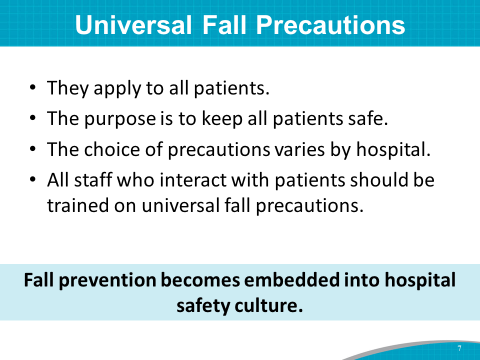 Universal Fall Precautions
• They apply to all patients.
• The purpose is to keep all patients safe.
• The choice of precautions varies by hospital.
• All staff who interact with patients should be
trained on universal fall precautions.
Fall prevention becomes embedded into hospital
safety culture.
7